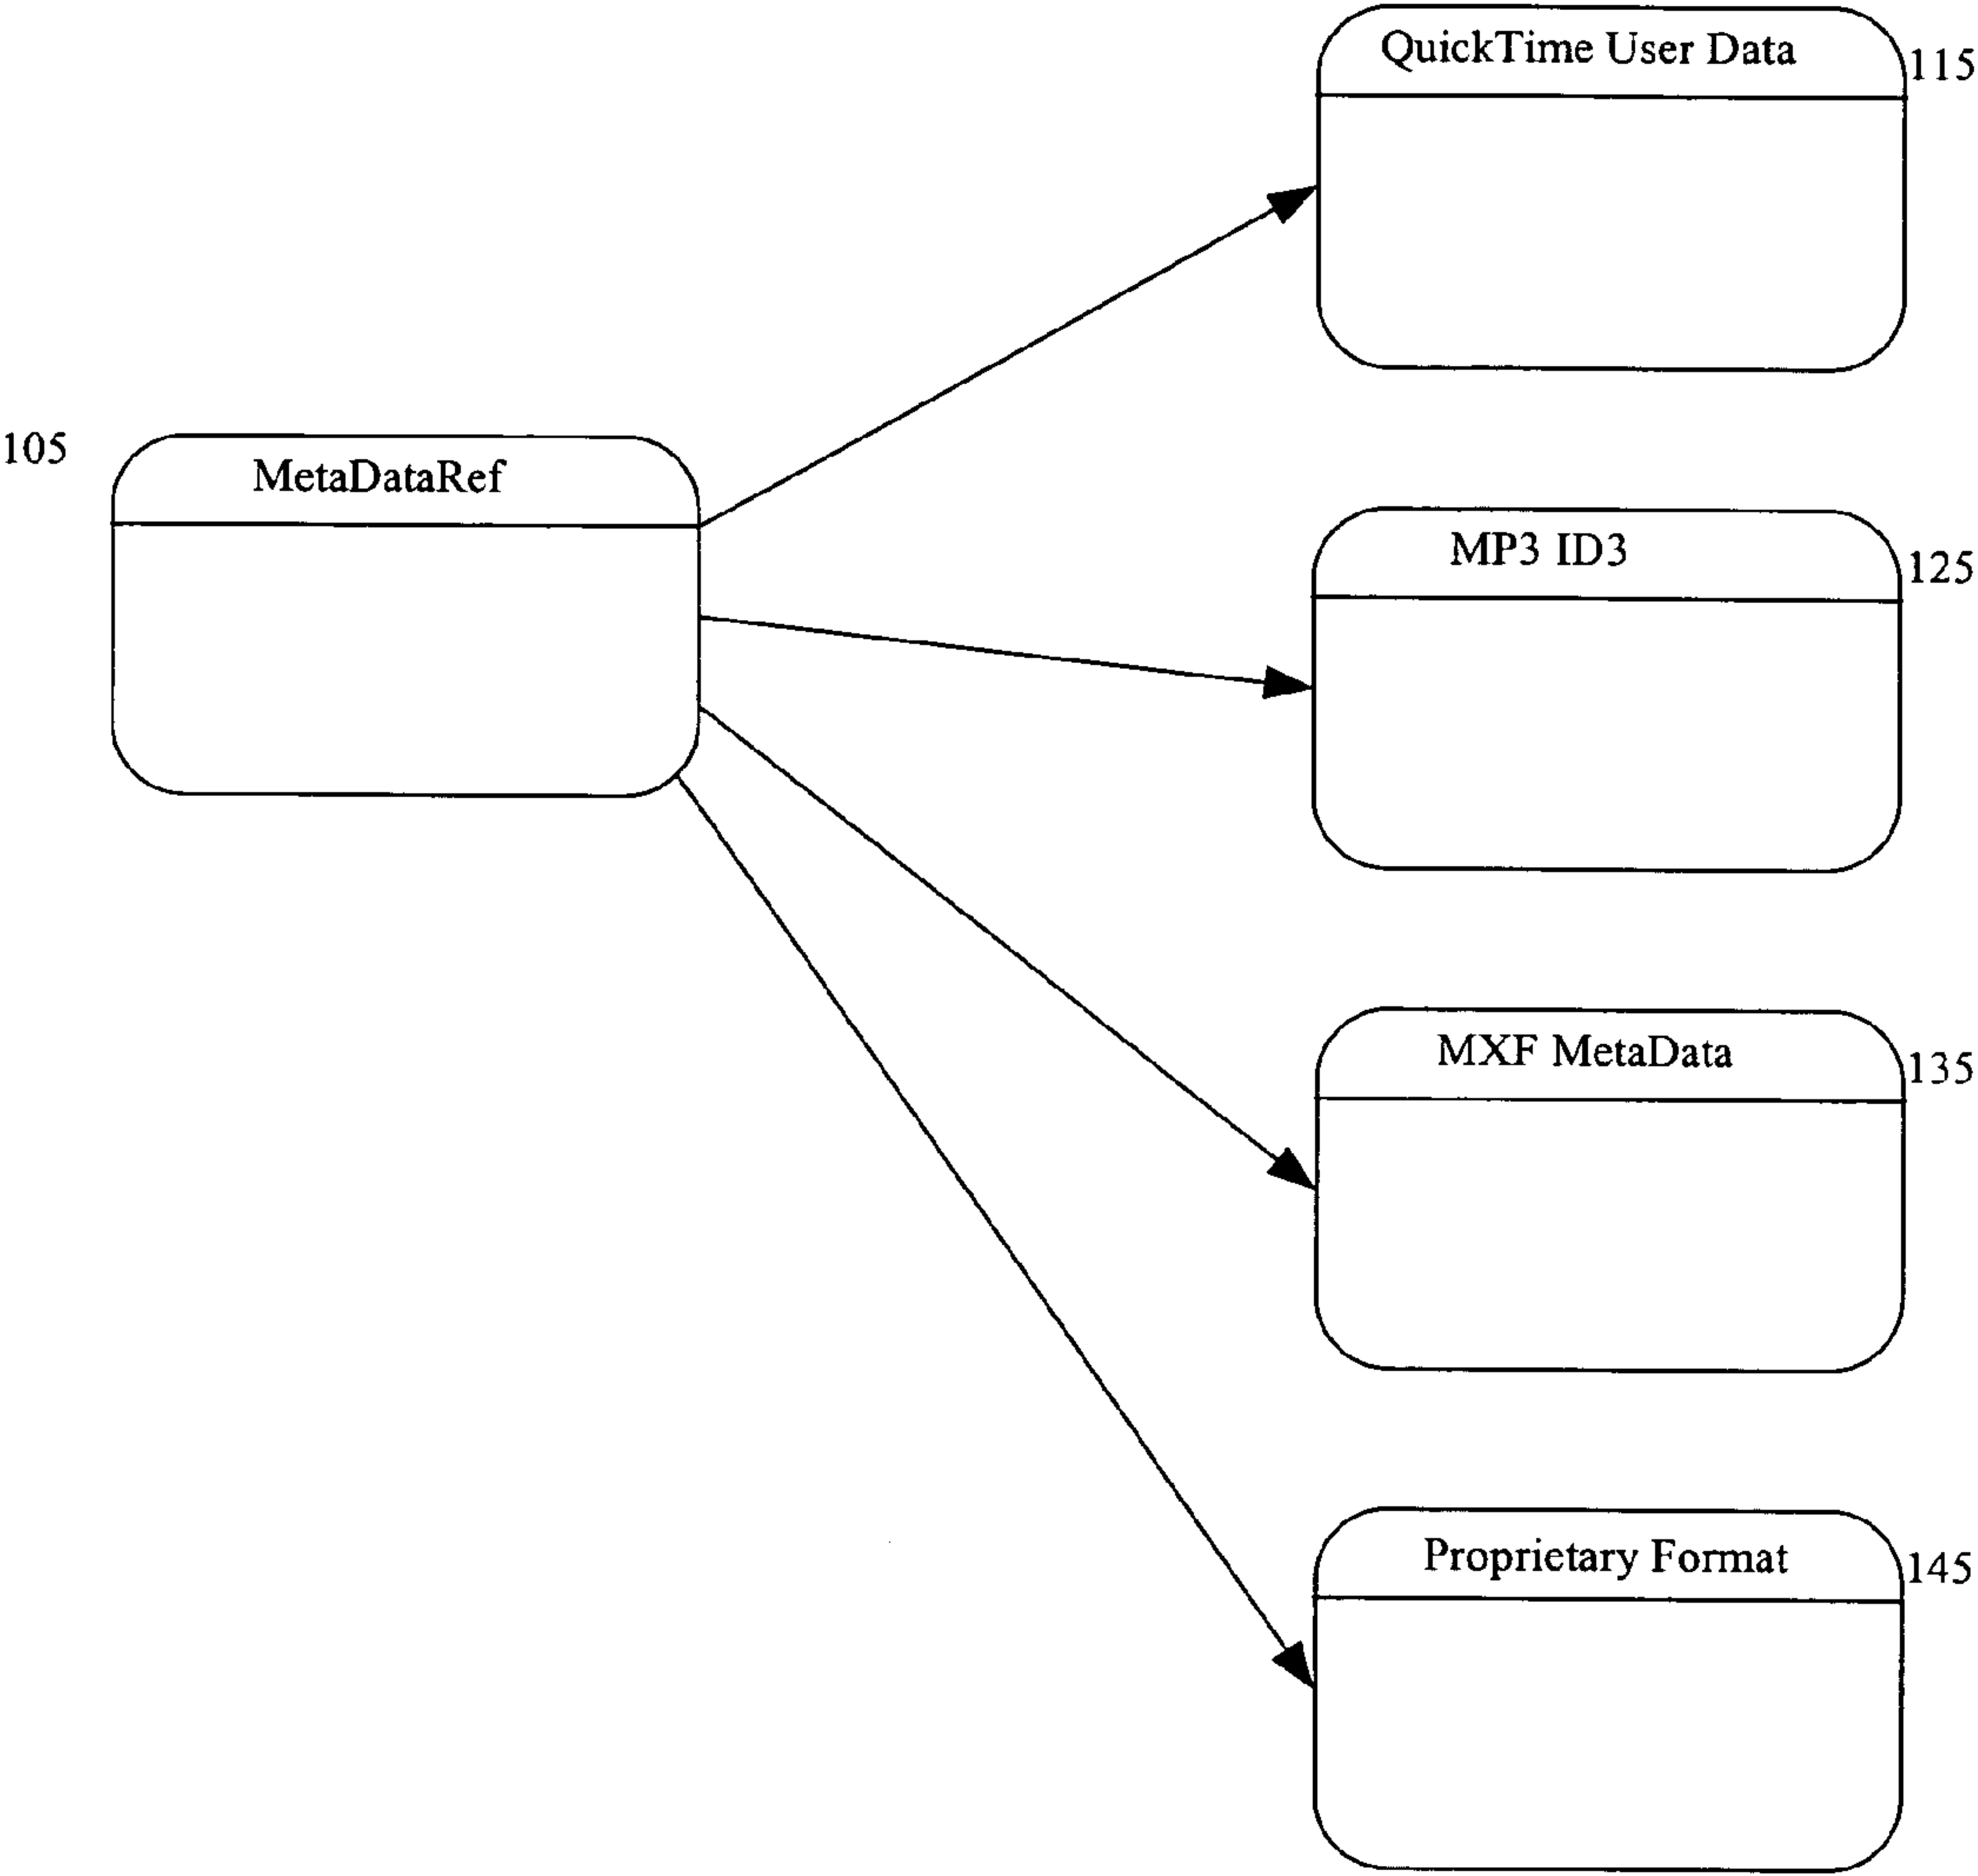 QuickTime User Data
115
105
MetaDataRef
MP3 ID3
125
MXF MetaData
135
Proprietary Format
145